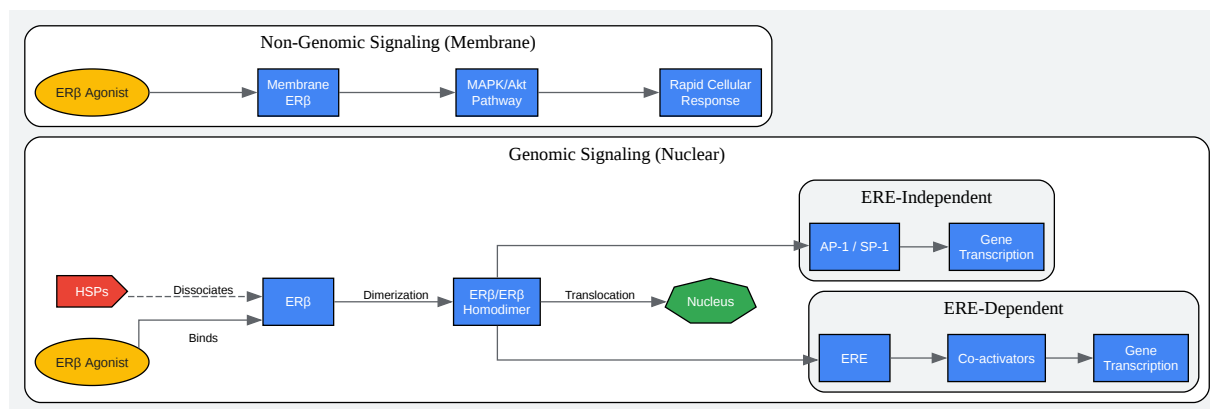 Non-Genomic Signaling (Membrane)
ERβ Agonist
Membrane
ERβ
MAPK/Akt
Pathway
Rapid Cellular
Response
Genomic Signaling (Nuclear)
ERE-Independent
AP-1 / SP-1
Gene
Transcription
HSPs
Dissociates
ERβ
Dimerization
ERβ/ERβ
Homodimer
Translocation
Nucleus
Binds
ERβ Agonist
ERE-Dependent
ERE
Co-activators
Gene
Transcription